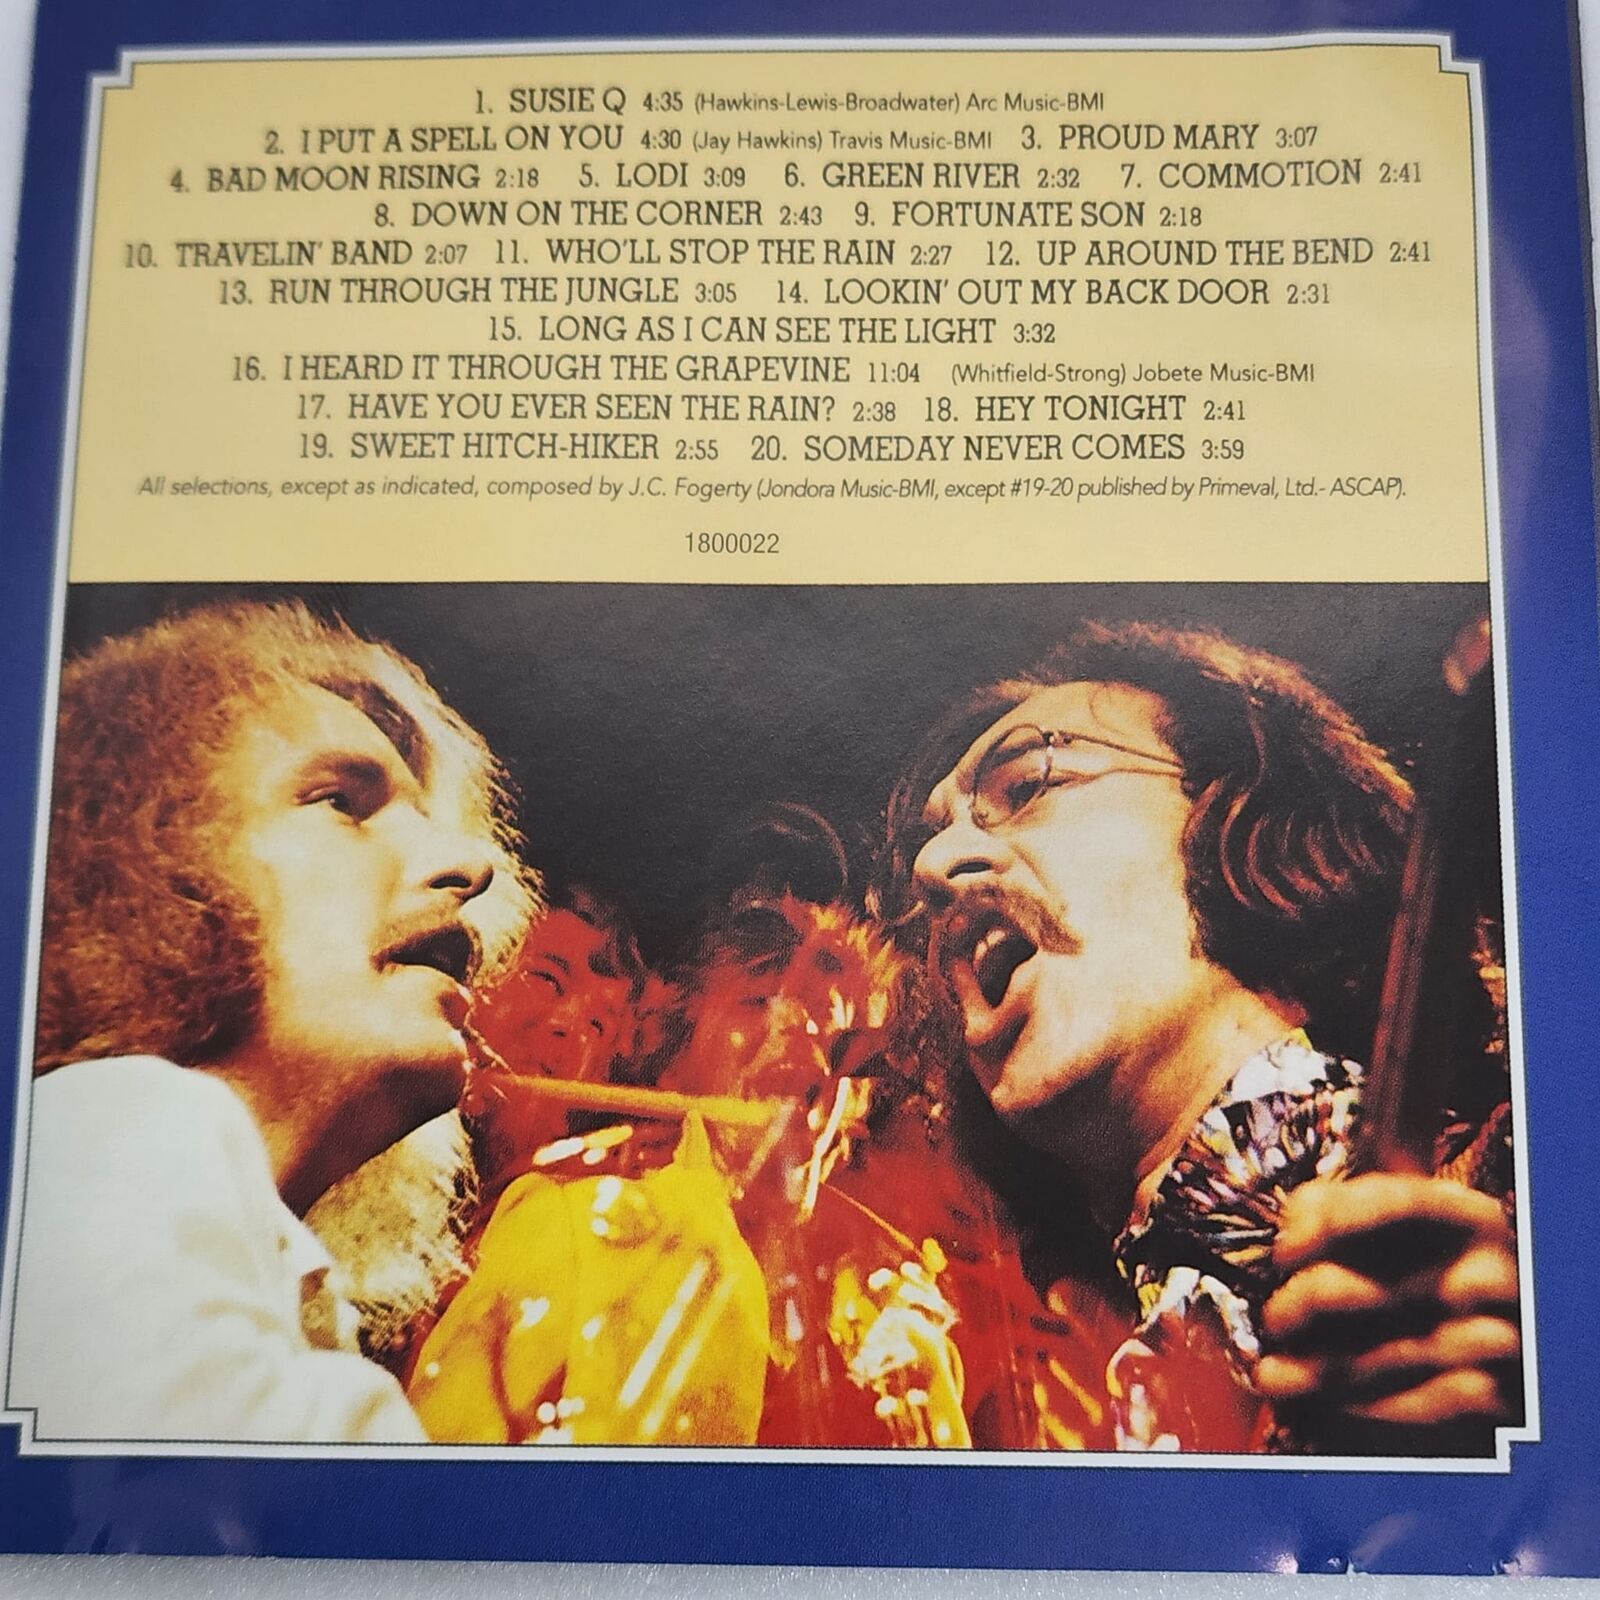 1. SUSIE Q 4:35 (Hawkins-Lewis-Broadwater) Arc Music-BMI
2. I PUT A SPELL ON YOU 4:30 (Jay Hawkins) Travis Music-BMI 3. PROUD MARY 3:07
4. BAD MOON RISING 2:18 5. LODI 3:09 6. GREEN RIVER 2:32 7. COMMOTION 2:41
8. DOWN ON THE CORNER 2:43 9. FORTUNATE SON 2:18
10. TRAVELIN' BAND 2:07 11. WHO'LL STOP THE RAIN 2:27 12. UP AROUND THE BEND 2:41
13. RUN THROUGH THE JUNGLE 3:05 14. LOOKIN' OUT MY BACK DOOR 2:31
15. LONG AS I CAN SEE THE LIGHT 3:32
16. I HEARD IT THROUGH THE GRAPEVINE 11:04 (Whitfield-Strong) Jobete Music-BMI
17. HAVE YOU EVER SEEN THE RAIN? 2:38 18. HEY TONIGHT 2:41
19. SWEET HITCH-HIKER 2:55 20. SOMEDAY NEVER COMES 3:59
All selections, except as indicated, composed by J.C. Fogerty (Jondora Music-BMI, except #19-20 published by Primeval, Ltd.- ASCAP).
1800022